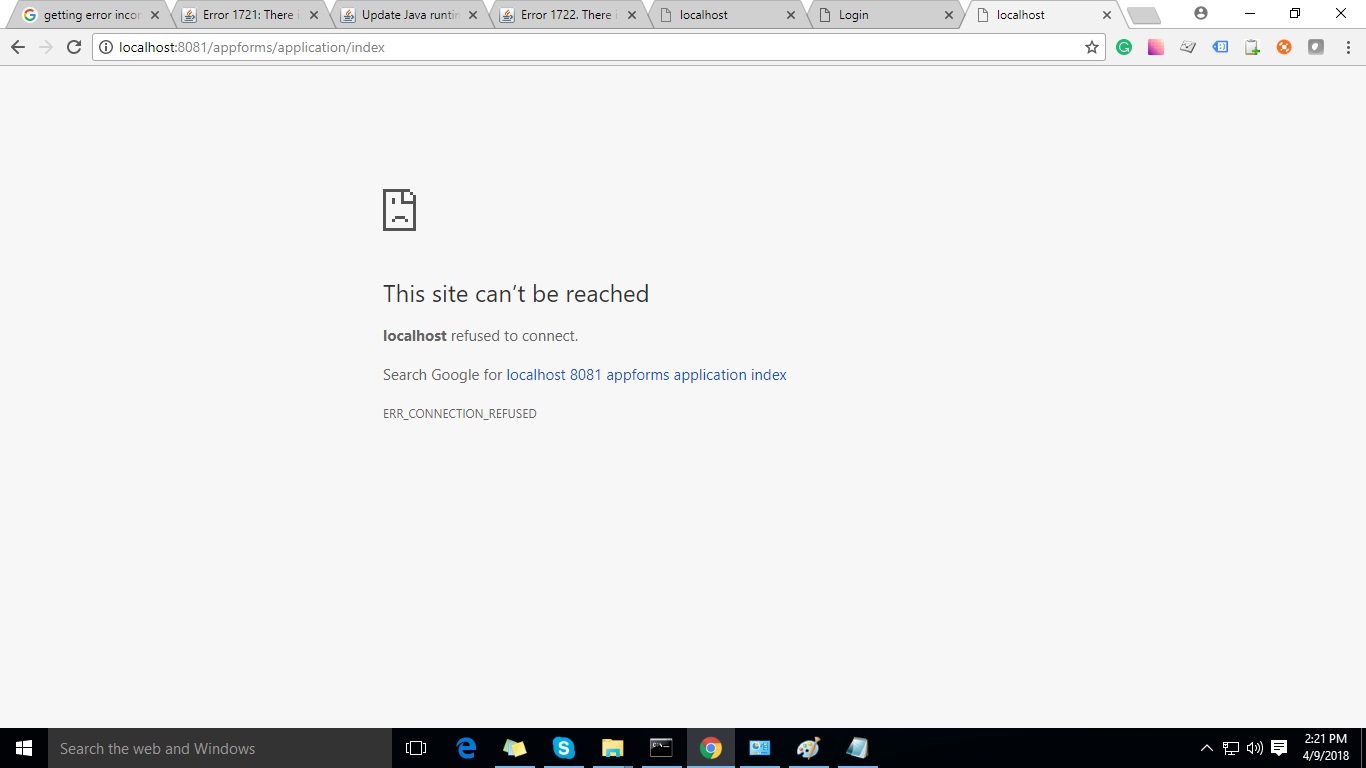 getting error incor
Error 1721: There i
Update Java runtin
Error 1722. There i
localhost
Login
localhost
localhost:8081/appforms/application/index
This site can’t be reached
localhost refused to connect.
Search Google for localhost 8081 appforms application index
ERR_CONNECTION_REFUSED
Search the web and Windows
2:21 PM
4/9/2018